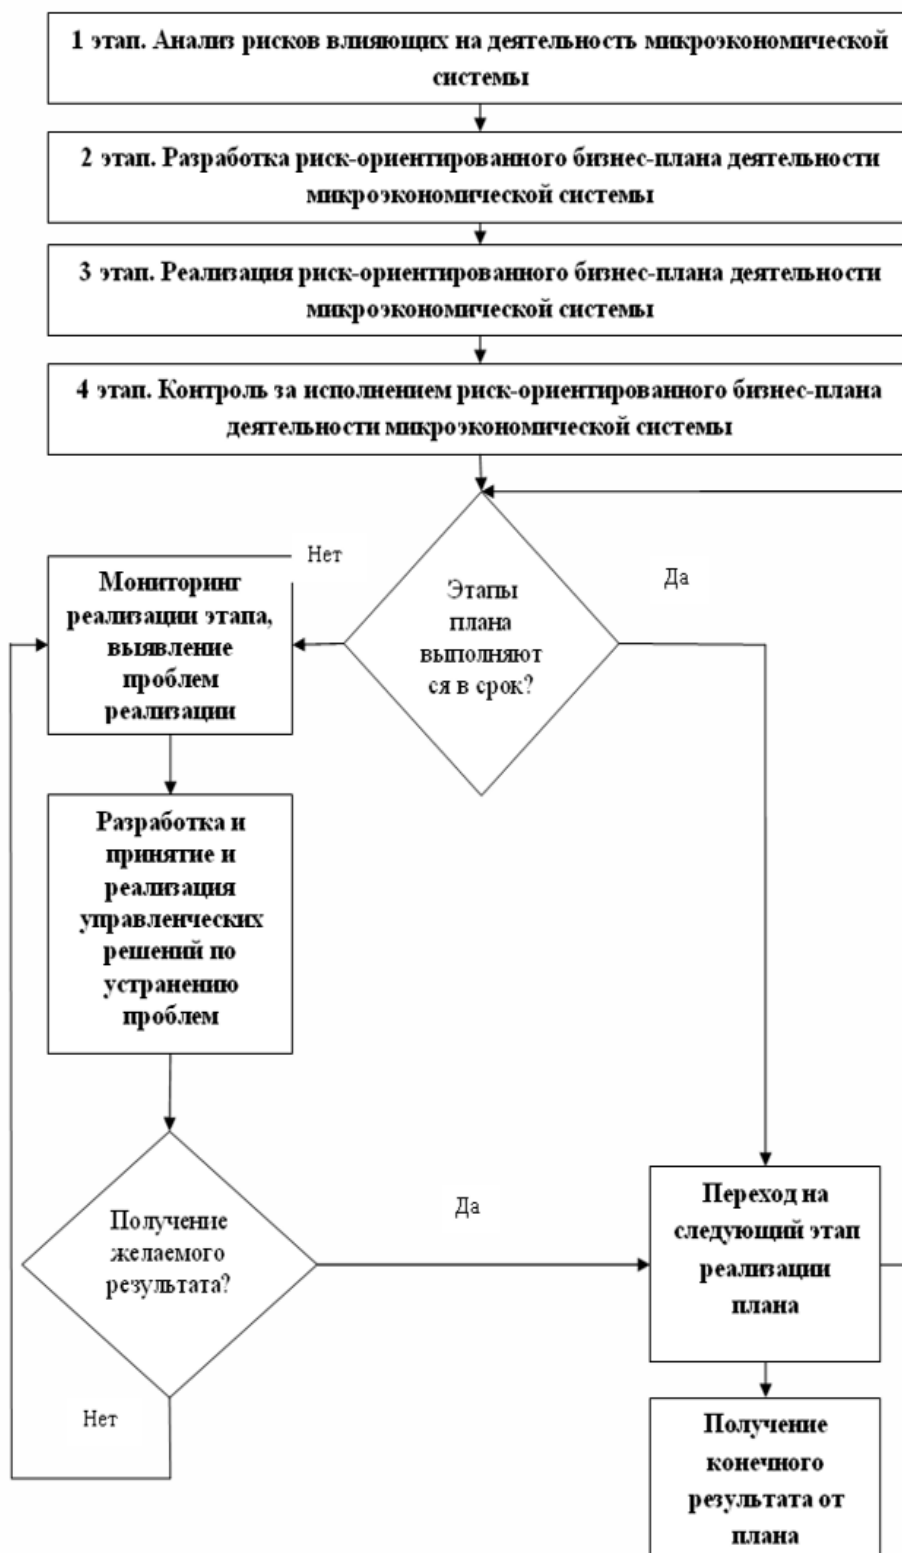 1 этап. Анализ рисков влияющих на деятельность микроэкономической
системы
2 этап. Разработка риск-ориентированного бизнес-плана деятельности
микроэкономической системы
3 этап. Реализация риск-ориентированного бизнес-плана деятельности
микроэкономической системы
4 этап. Контроль за исполнением риск-ориентированного бизнес-плана
деятельности микроэкономической системы
Нет
Да
Этапы
плана
выполняют
ся в срок?
Мониторинг
реализации этапа,
выявление
проблем
реализации
Разработка и
принятие и
реализация
управленческих
решений по
устранению
проблем
Получение
желаемого
результата?
Да
Нет
Переход на
следующий этап
реализации
плана
Получение
конечного
результата от
плана